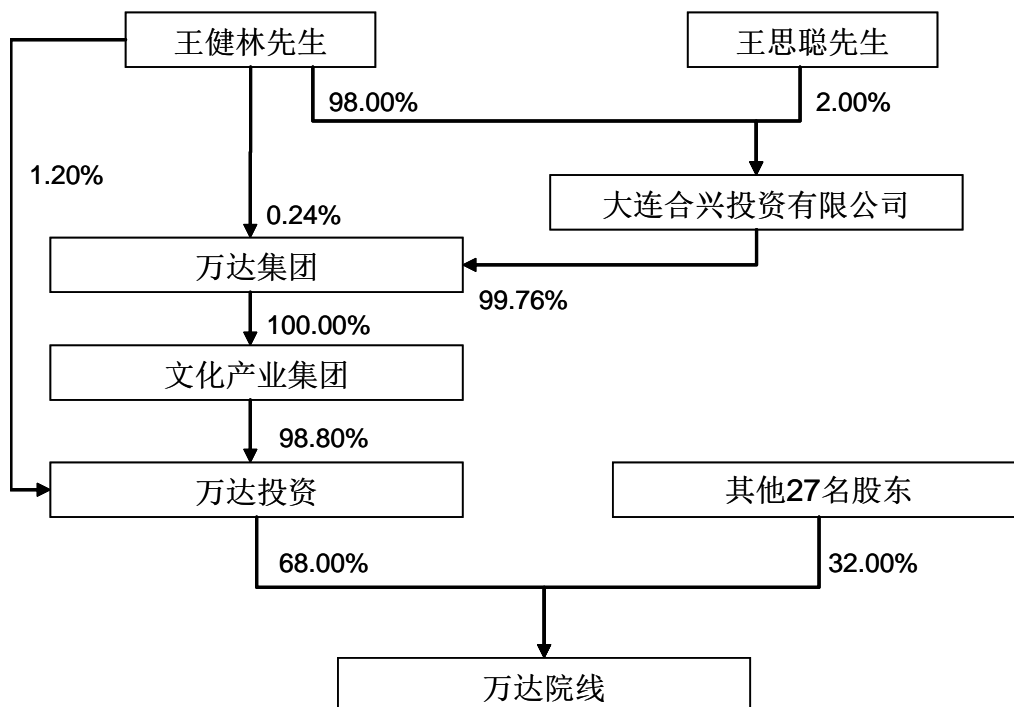 王健林先生
王思聪先生
98.00%
2.00%
1.20%
大连合兴投资有限公司
0.24%
万达集团
99.76%
100.00%
文化产业集团
98.80%
万达投资
其他27名股东
68.00%
32.00%
万达院线